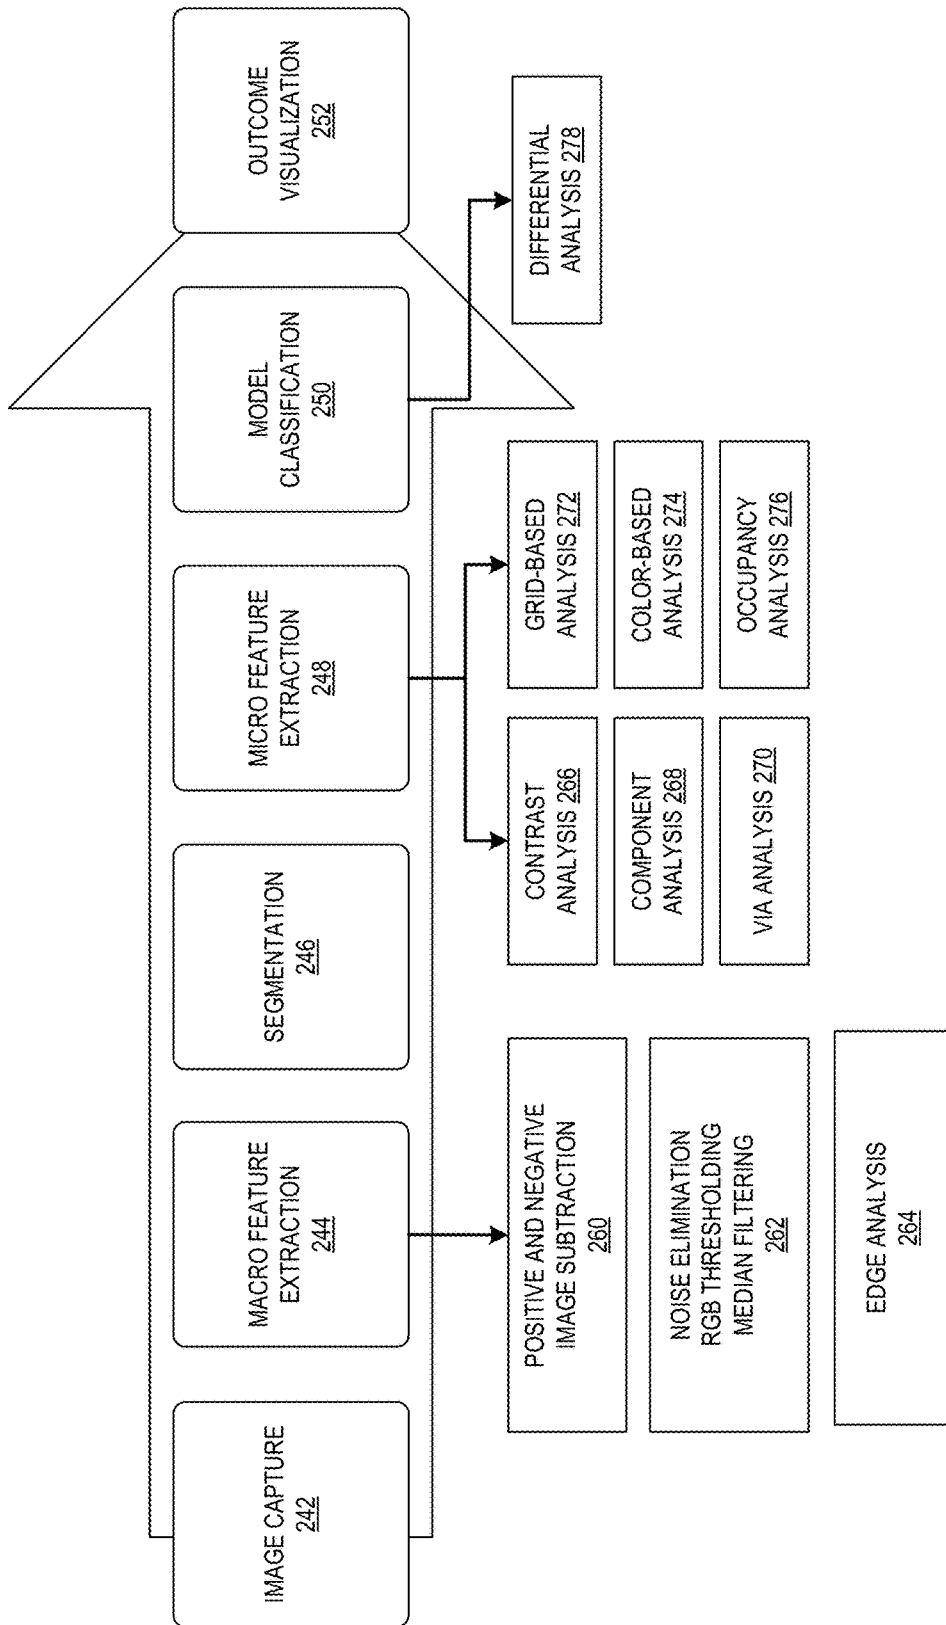 IMAGE CAPTURE
242
MACRO FEATURE
EXTRACTION
244
SEGMENTATION
246
MICRO FEATURE
EXTRACTION
248
MODEL
CLASSIFICATION
250
OUTCOME
VISUALIZATION
252
POSITIVE AND NEGATIVE
IMAGE SUBTRACTION
260
NOISE ELIMINATION
RGB THRESHOLDING
MEDIAN FILTERING
262
EDGE ANALYSIS
264
CONTRAST
ANALYSIS 266
COMPONENT
ANALYSIS 268
VIA ANALYSIS 270
GRID-BASED
ANALYSIS 272
COLOR-BASED
ANALYSIS 274
OCCUPANCY
ANALYSIS 276
DIFFERENTIAL
ANALYSIS 278